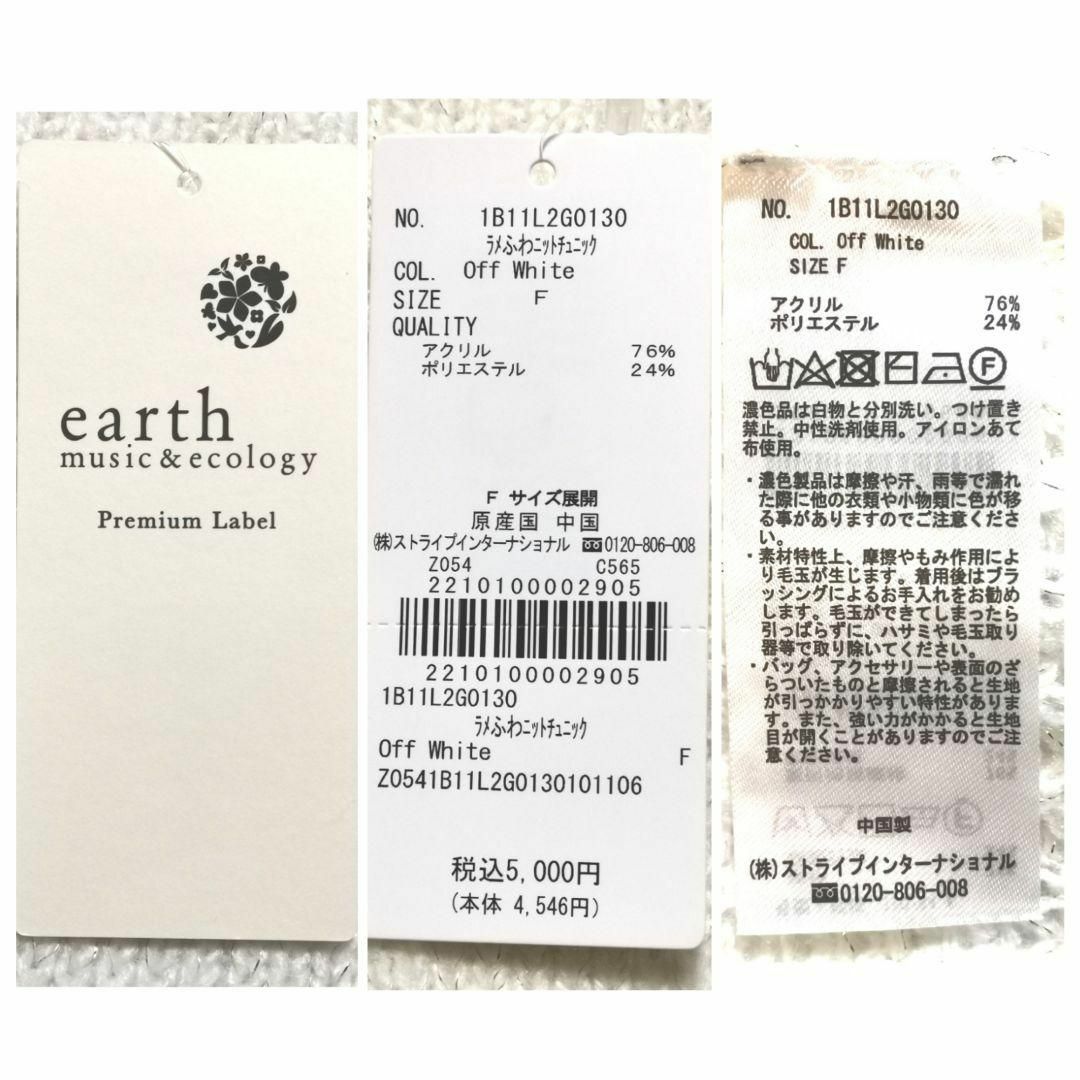 earth
music & ecology
Premium Label
NO. 1B11L2G0130
ﾗﾒふわﾆｯﾄﾁｭﾆｯｸ
COL. Off White
SIZE F
QUALITY
アクリル 76%
ポリエステル 24%
F サイズ展開
原産国 中国
(株)ストライプインターナショナル 0120-806-008
Z054 C565
2210100002905
2210100002905
1B11L2G0130
ﾗﾒふわﾆｯﾄﾁｭﾆｯｸ
Off White F
Z0541B11L2G0130101106
税込5,000円
(本体 4,546円)
NO. 1B11L2G0130
COL. Off White
SIZE F
アクリル 76%
ポリエステル 24%
F
濃色品は白物と分別洗い。つけ置き
禁止。中性洗剤使用。アイロンあて
布使用。
・濃色製品は摩擦や汗、雨等で濡れ
た際に他の衣類や小物類に色が移
る事がありますのでご注意くださ
い。
・素材特性上、摩擦やもみ作用によ
り毛玉が生じます。着用後はブラ
ッシングによるお手入れをお勧め
します。毛玉ができてしまったら
引っぱらずに、ハサミや毛玉取り
器等で取り除いてください。
・バッグ、アクセサリーや表面のざ
らついたものと摩擦されると生地
が引っかかりやすい特性がありま
す。また、強い力がかかると生地
目が開くことがありますのでご注
意ください。
中国製
(株)ストライプインターナショナル
0120-806-008